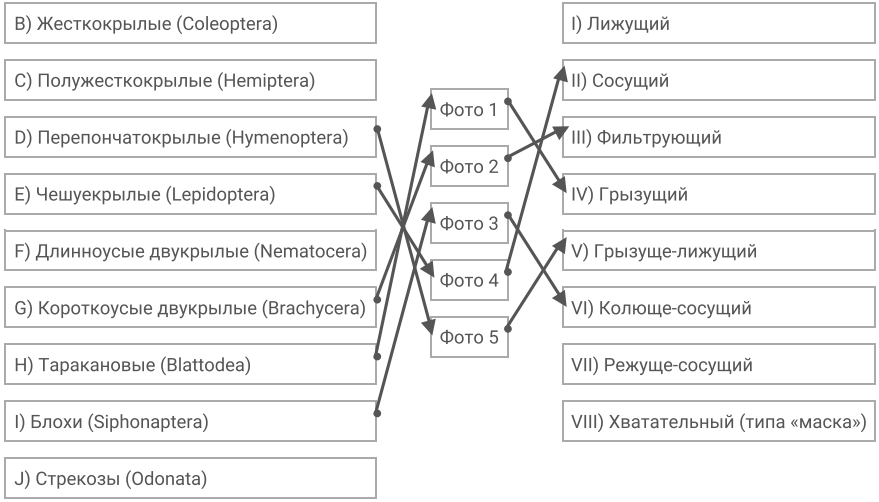 B) Жесткокрылые (Coleoptera)
C) Полужесткокрылые (Hemiptera)
D) Перепончатокрылые (Hymenoptera)
E) Чешуекрылые (Lepidoptera)
F) Длинноусые двукрылые (Nematocera)
G) Короткоусые двукрылые (Brachycera)
H) Таракановые (Blattodea)
I) Блохи (Siphonaptera)
J) Стрекозы (Odonata)
Фото 1
Фото 2
Фото 3
Фото 4
Фото 5
I) Лижущий
II) Сосущий
III) Фильтрующий
IV) Грызущий
V) Грызуще-лижущий
VI) Колюще-сосущий
VII) Режуще-сосущий
VIII) Хватательный (типа «маска»)